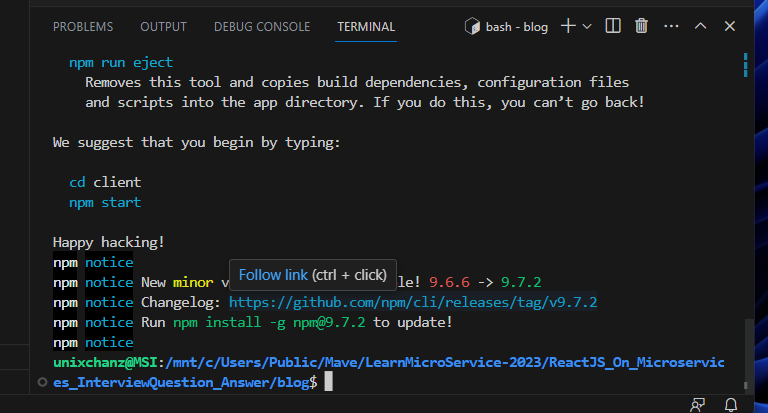 PROBLEMS OUTPUT DEBUG CONSOLE TERMINAL bash - blog
npm run eject
Removes this tool and copies build dependencies, configuration files
and scripts into the app directory. If you do this, you can’t go back!
We suggest that you begin by typing:
cd client
npm start
Happy hacking!
npm notice
Follow link (ctrl + click)
npm notice New minor v le! 9.6.6 -> 9.7.2
npm notice Changelog: https://github.com/npm/cli/releases/tag/v9.7.2
npm notice Run npm install -g npm@9.7.2 to update!
npm notice
unixchanz@MSI:/mnt/c/Users/Public/Mave/LearnMicroService-2023/ReactJS_On_Microservic
es_InterviewQuestion_Answer/blog$